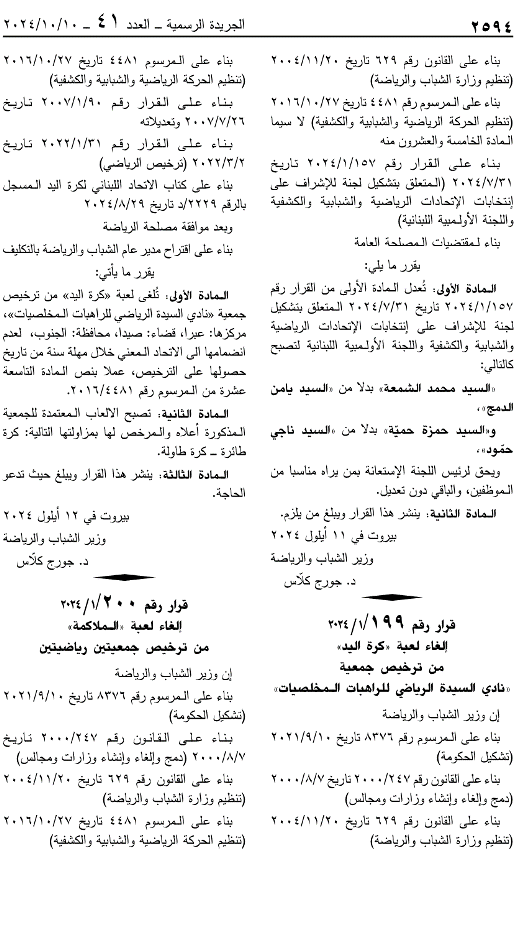 ٢٥٩٤
الجريدة الرسمية – العدد ٤١ – ٢٠٢٤/١٠/١٠
بناء على القانون رقم ٦٢٩ تاريخ ٢٠٠٤/١١/٢٠
(تنظيم وزارة الشباب والرياضة)
بناء على المرسوم رقم ٤٤٨١ تاريخ ٢٠١٦/١٠/٢٧
(تنظيم الحركة الرياضية والشبابية والكشفية) لا سيما
المادة الخامسة والعشرون منه
بناء على القرار رقم ٢٠٢٤/١/١٥٧ تاريخ
٢٠٢٤/٧/٣١ (المتعلق بتشكيل لجنة للإشراف على
إنتخابات الإتحادات الرياضية والشبابية والكشفية
واللجنة الأولمبية اللبنانية)
بناء لمقتضيات المصلحة العامة
يقرر ما يلي:
المادة الأولى: تُعدل المادة الأولى من القرار رقم
٢٠٢٤/١/١٥٧ تاريخ ٢٠٢٤/٧/٣١ المتعلق بتشكيل
لجنة للإشراف على إنتخابات الإتحادات الرياضية
والشبابية والكشفية واللجنة الأولمبية اللبنانية لتصبح
كالتالي:
«السيد محمد الشمعة» بدلا من «السيد يامن
الدمج»،
و«السيد حمزة حميّة» بدلا من «السيد ناجي
حمّود»،
ويحق لرئيس اللجنة الإستعانة بمن يراه مناسبا من
الموظفين، والباقي دون تعديل.
المادة الثانية: ينشر هذا القرار ويبلغ من يلزم.
بيروت في ١١ أيلول ٢٠٢٤
وزير الشباب والرياضة
د. جورج كلّاس
قرار رقم ٢٠٢٤/١/١٩٩
إلغاء لعبة «كرة اليد»
من ترخيص جمعية
«نادي السيدة الرياضي للراهبات المخلصيات»
إن وزير الشباب والرياضة
بناء على المرسوم رقم ٨٣٧٦ تاريخ ٢٠٢١/٩/١٠
(تشكيل الحكومة)
بناء على القانون رقم ٢٠٠٠/٢٤٧ تاريخ ٢٠٠٠/٨/٧
(دمج وإلغاء وإنشاء وزارات ومجالس)
بناء على القانون رقم ٦٢٩ تاريخ ٢٠٠٤/١١/٢٠
(تنظيم وزارة الشباب والرياضة)
بناء على المرسوم ٤٤٨١ تاريخ ٢٠١٦/١٠/٢٧
(تنظيم الحركة الرياضية والشبابية والكشفية)
بناء على القرار رقم ٢٠٠٧/١/٩٠ تاريخ
٢٠٠٧/٧/٢٦ وتعديلاته
بناء على القرار رقم ٢٠٢٢/١/٣١ تاريخ
٢٠٢٢/٣/٢ (ترخيص الرياضي)
بناء على كتاب الاتحاد اللبناني لكرة اليد المسجل
بالرقم ٢٢٢٩/د تاريخ ٢٠٢٤/٨/٢٩
وبعد موافقة مصلحة الرياضة
بناء على اقتراح مدير عام الشباب والرياضة بالتكليف
يقرر ما يأتي:
المادة الأولى: تُلغى لعبة «كرة اليد» من ترخيص
جمعية «نادي السيدة الرياضي للراهبات المخلصيات»،
مركزها: عبرا، قضاء: صيدا، محافظة: الجنوب، لعدم
انضمامها الى الاتحاد المعني خلال مهلة سنة من تاريخ
حصولها على الترخيص، عملا بنص المادة التاسعة
عشرة من المرسوم رقم ٢٠١٦/٤٤٨١.
المادة الثانية: تصبح الالعاب المعتمدة للجمعية
المذكورة أعلاه والمرخص لها بمزاولتها التالية: كرة
طائرة – كرة طاولة.
المادة الثالثة: ينشر هذا القرار ويبلغ حيث تدعو
الحاجة.
بيروت في ١٢ أيلول ٢٠٢٤
وزير الشباب والرياضة
د. جورج كلّاس
قرار رقم ٢٠٢٤/١/٢٠٠
إلغاء لعبة «الملاكمة»
من ترخيص جمعيتين رياضيتين
إن وزير الشباب والرياضة
بناء على المرسوم رقم ٨٣٧٦ تاريخ ٢٠٢١/٩/١٠
(تشكيل الحكومة)
بناء على القانون رقم ٢٠٠٠/٢٤٧ تاريخ
٢٠٠٠/٨/٧ (دمج وإلغاء وإنشاء وزارات ومجالس)
بناء على القانون رقم ٦٢٩ تاريخ ٢٠٠٤/١١/٢٠
(تنظيم وزارة الشباب والرياضة)
بناء على المرسوم ٤٤٨١ تاريخ ٢٠١٦/١٠/٢٧
(تنظيم الحركة الرياضية والشبابية والكشفية)